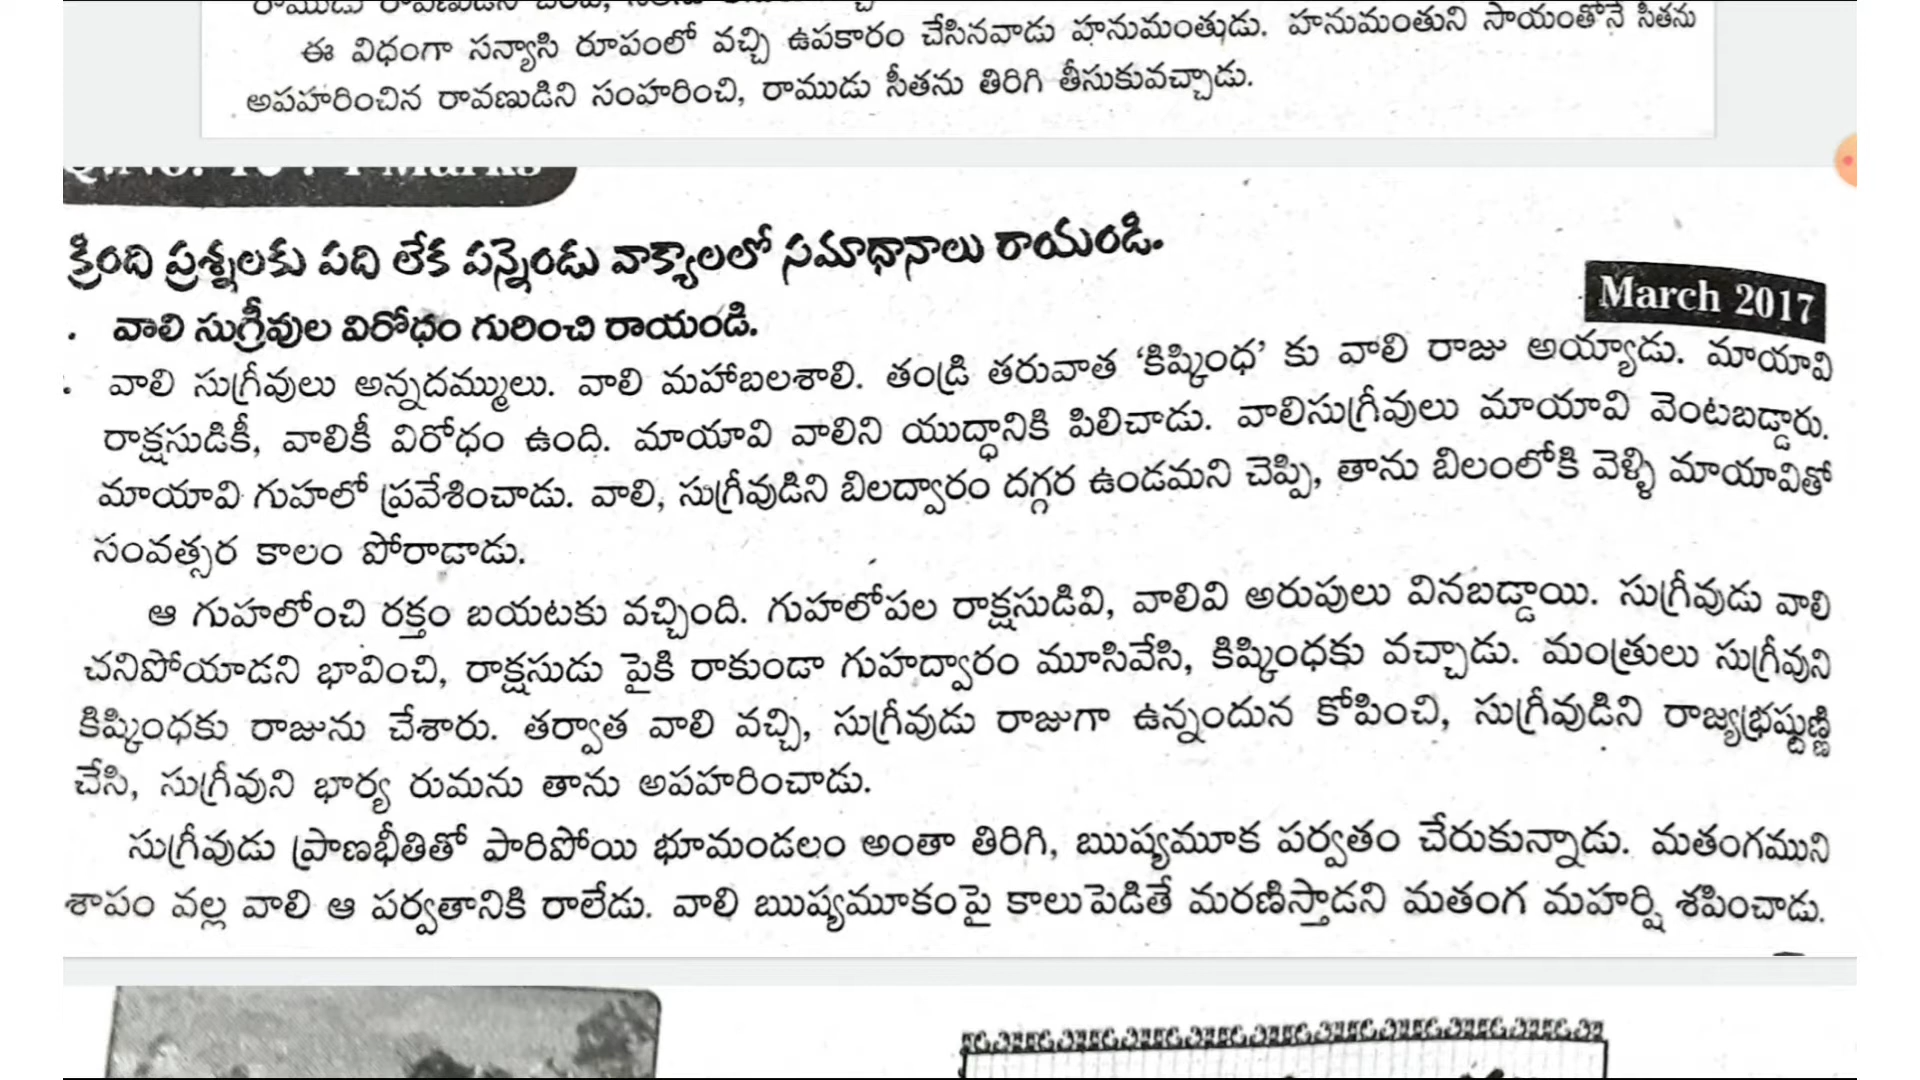 ఈ విధంగా సన్యాసి రూపంలో వచ్చి ఉపకారం చేసినవాడు హనుమంతుడు. హనుమంతుని సాయంతోనే సీతను
అపహరించిన రావణుడిని సంహరించి, రాముడు సీతను తిరిగి తీసుకువచ్చాడు.
క్రింది ప్రశ్నలకు పది లేక పన్నెండు వాక్యాలలో సమాధానాలు రాయండి.
March 2017
. వాలి సుగ్రీవుల విరోధం గురించి రాయండి.
వాలి సుగ్రీవులు అన్నదమ్ములు. వాలి మహాబలశాలి. తండ్రి తరువాత ‘కిష్కింధ’ కు వాలి రాజు అయ్యాడు. మాయావి
రాక్షసుడికీ, వాలికీ విరోధం ఉంది. మాయావి వాలిని యుద్ధానికి పిలిచాడు. వాలిసుగ్రీవులు మాయావి వెంటబడ్డారు.
మాయావి గుహలో ప్రవేశించాడు. వాలి, సుగ్రీవుడిని బిలద్వారం దగ్గర ఉండమని చెప్పి, తాను బిలంలోకి వెళ్ళి మాయావితో
సంవత్సర కాలం పోరాడాడు.
ఆ గుహలోంచి రక్తం బయటకు వచ్చింది. గుహలోపల రాక్షసుడివి, వాలివి అరుపులు వినబడ్డాయి. సుగ్రీవుడు వాలి
చనిపోయాడని భావించి, రాక్షసుడు పైకి రాకుండా గుహద్వారం మూసివేసి, కిష్కింధకు వచ్చాడు. మంత్రులు సుగ్రీవుని
కిష్కింధకు రాజును చేశారు. తర్వాత వాలి వచ్చి, సుగ్రీవుడు రాజుగా ఉన్నందున కోపించి, సుగ్రీవుడిని రాజ్యభ్రష్టుణ్ణి
చేసి, సుగ్రీవుని భార్య రుమను తాను అపహరించాడు.
సుగ్రీవుడు ప్రాణభీతితో పారిపోయి భూమండలం అంతా తిరిగి, ఋష్యమూక పర్వతం చేరుకున్నాడు. మతంగముని
శాపం వల్ల వాలి ఆ పర్వతానికి రాలేడు. వాలి ఋష్యమూకంపై కాలుపెడితే మరణిస్తాడని మతంగ మహర్షి శపించాడు.